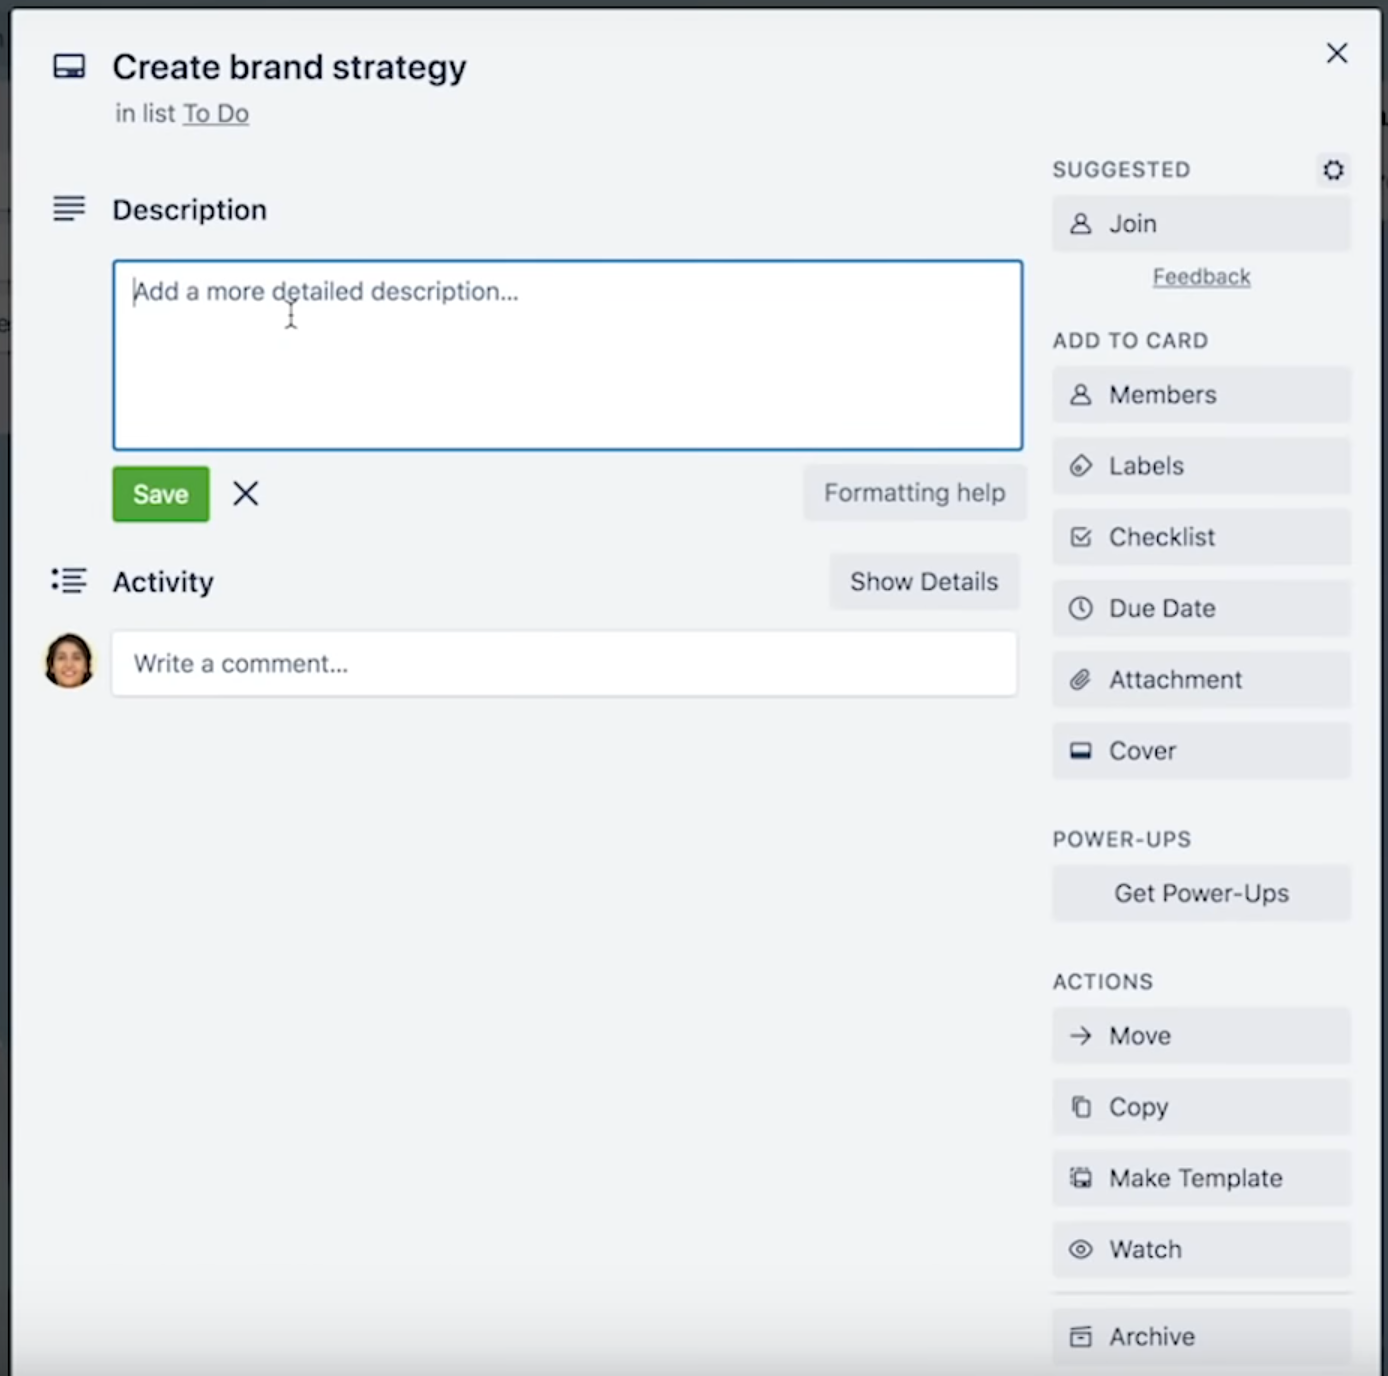 Create brand strategy
in list To Do
Description
Add a more detailed description...
Save
Formatting help
Activity
Show Details
Write a comment...
SUGGESTED
Join
Feedback
ADD TO CARD
Members
Labels
Checklist
Due Date
Attachment
Cover
POWER-UPS
Get Power-Ups
ACTIONS
Move
Copy
Make Template
Watch
Archive